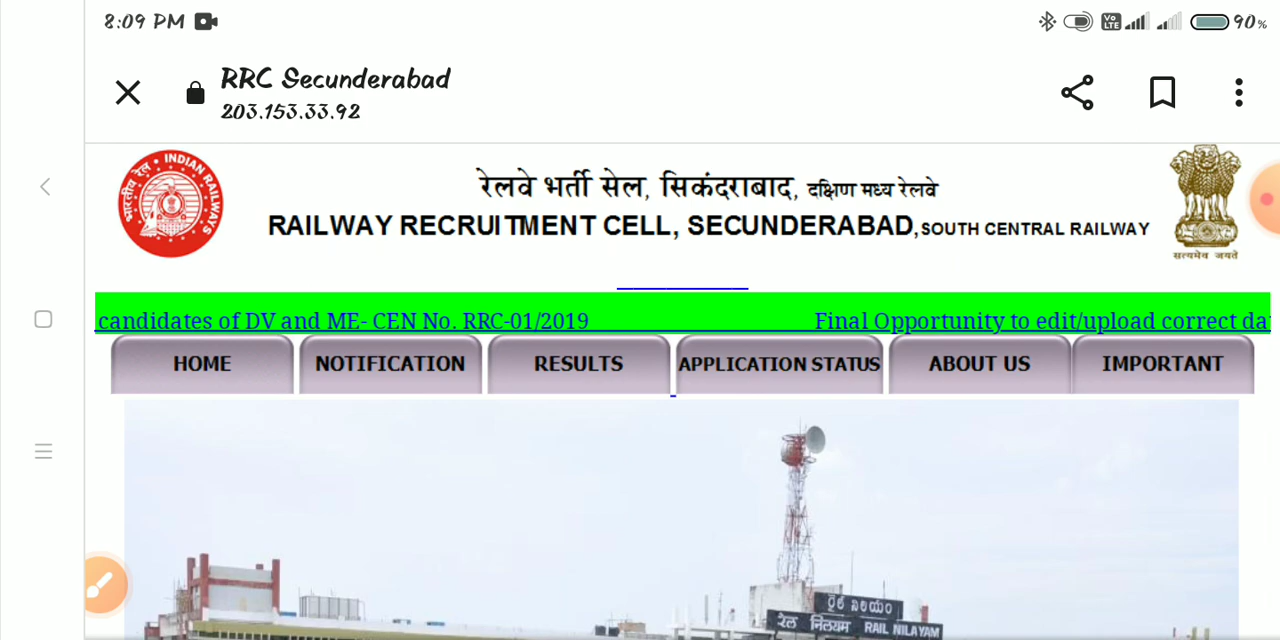 8:09 PM
Vo LTE
90%
RRC Secunderabad
203.153.33.92
भारतीय रेल • INDIAN RAILWAYS
रेलवे भर्ती सेल, सिकंदराबाद, दक्षिण मध्य रेलवे
RAILWAY RECRUITMENT CELL, SECUNDERABAD, SOUTH CENTRAL RAILWAY
सत्यमेव जयते
candidates of DV and ME- CEN No. RRC-01/2019 Final Opportunity to edit/upload correct da
HOME NOTIFICATION RESULTS APPLICATION STATUS ABOUT US IMPORTANT
రైల్ నిలయం
रेल निलयम RAIL NILAYAM